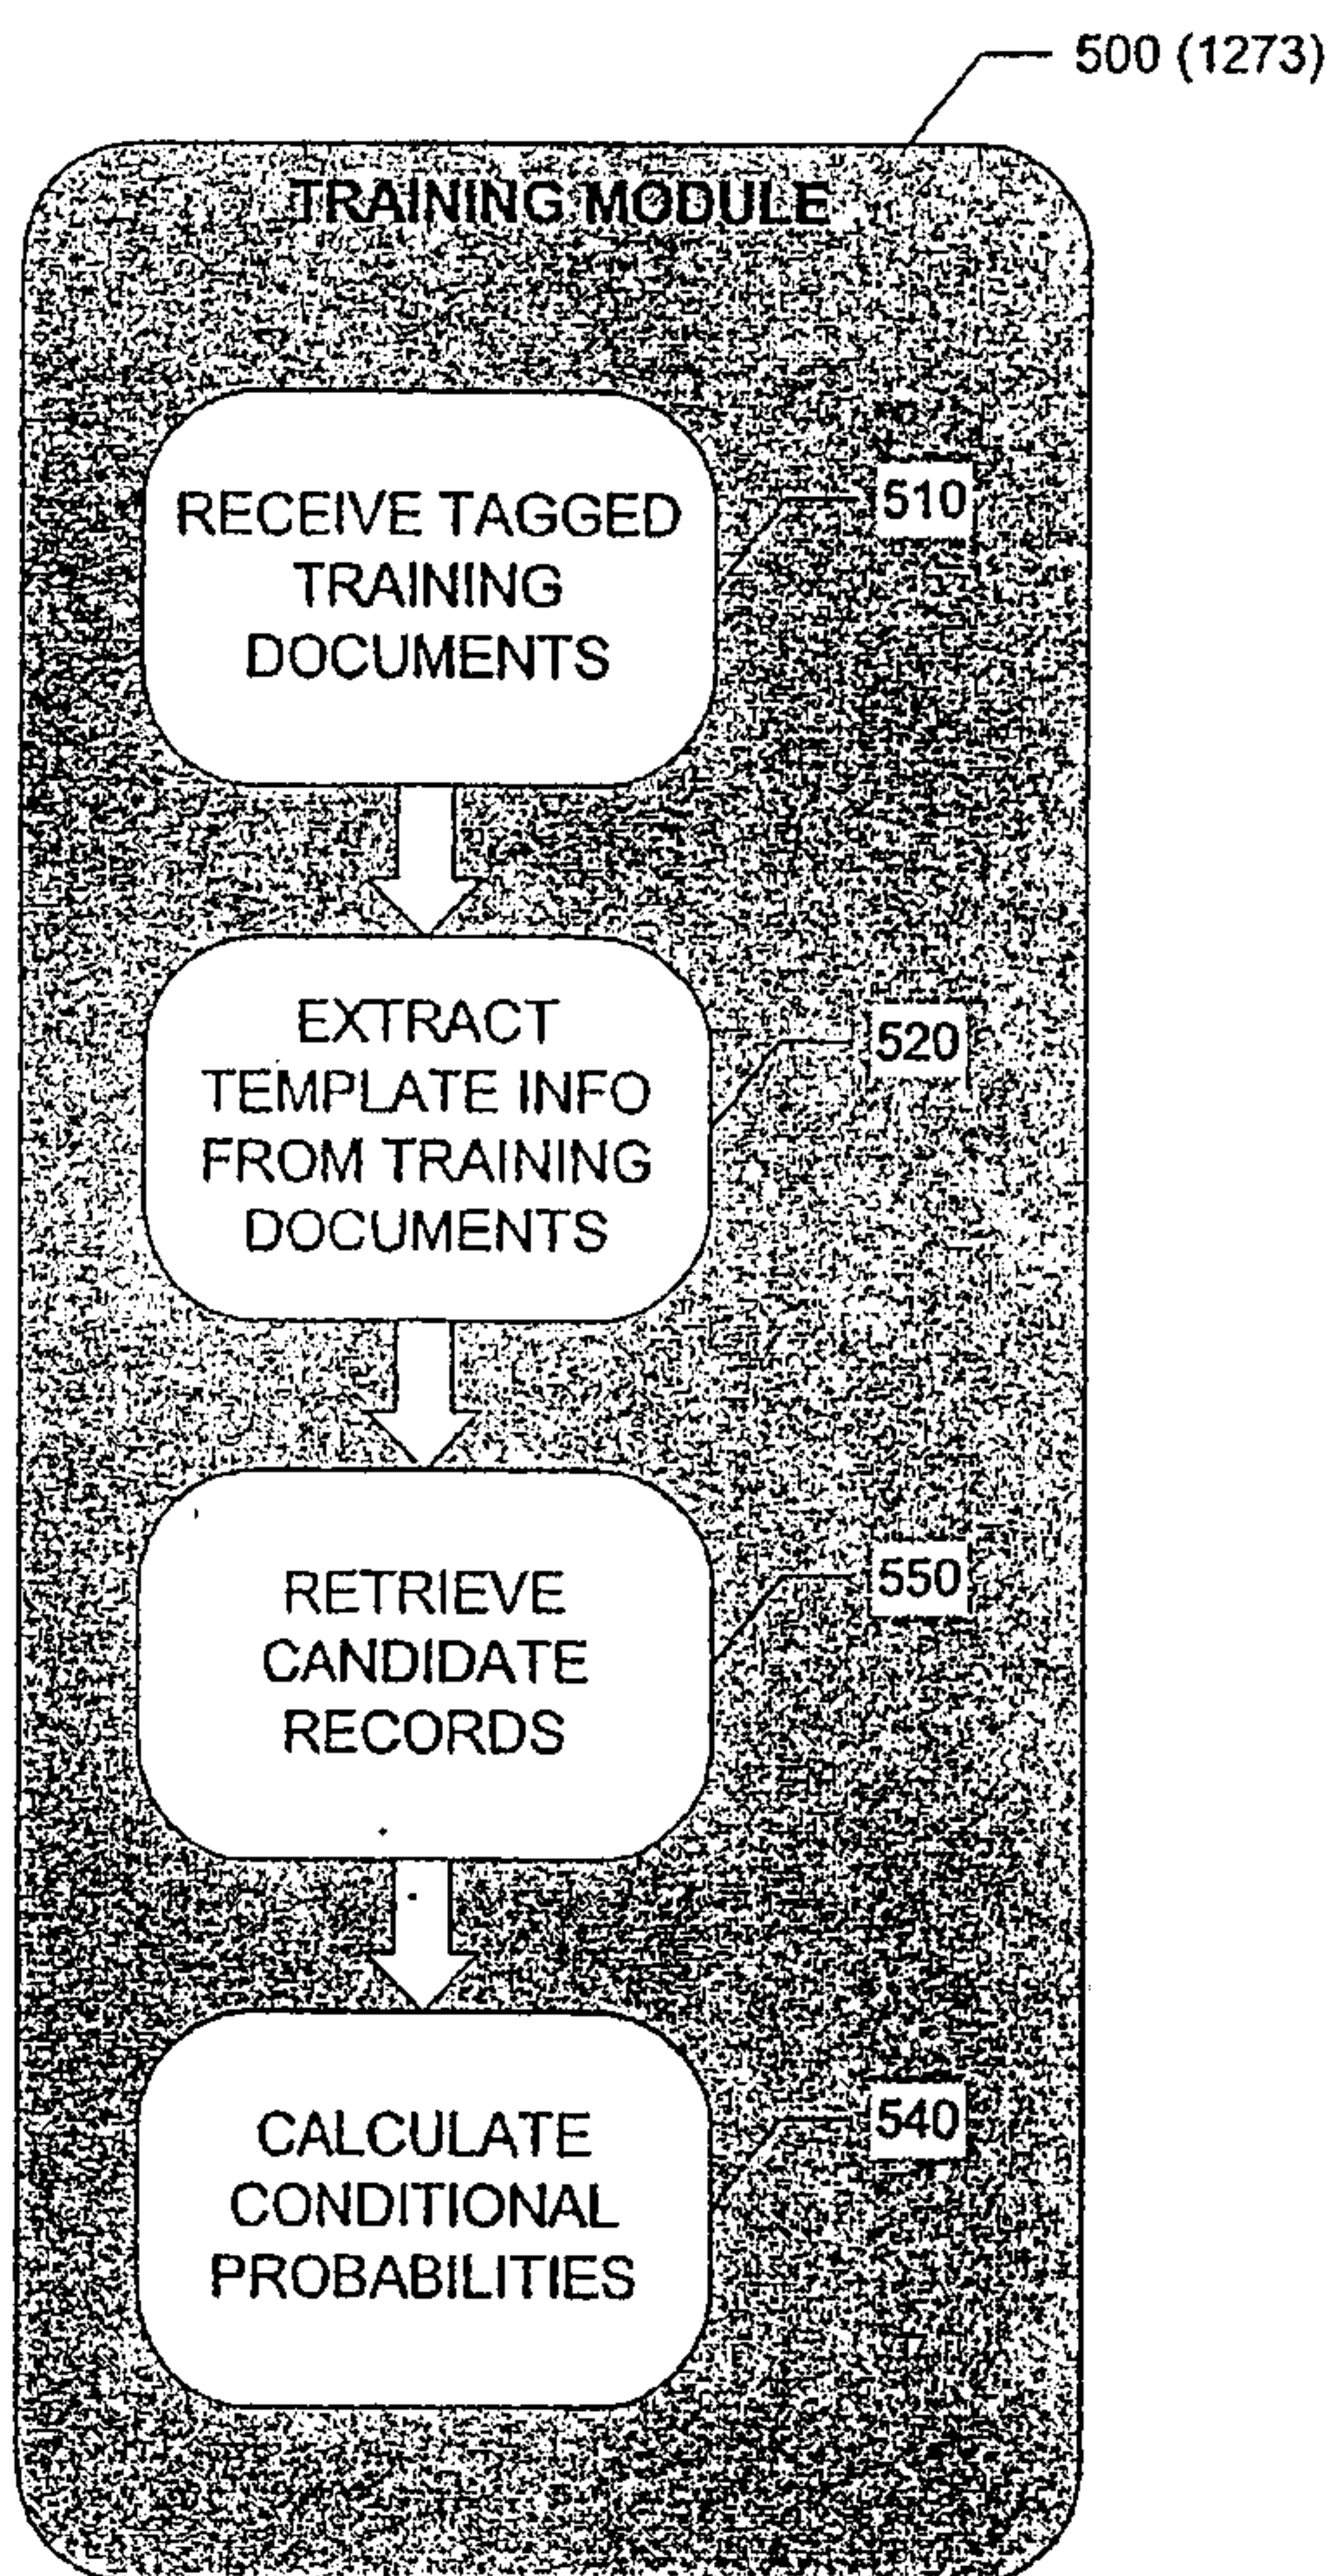 500 (1273)
TRAINING MODULE
RECEIVE TAGGED
TRAINING
DOCUMENTS
510
EXTRACT
TEMPLATE INFO
FROM TRAINING
DOCUMENTS
520
RETRIEVE
CANDIDATE
RECORDS
550
CALCULATE
CONDITIONAL
PROBABILITIES
540